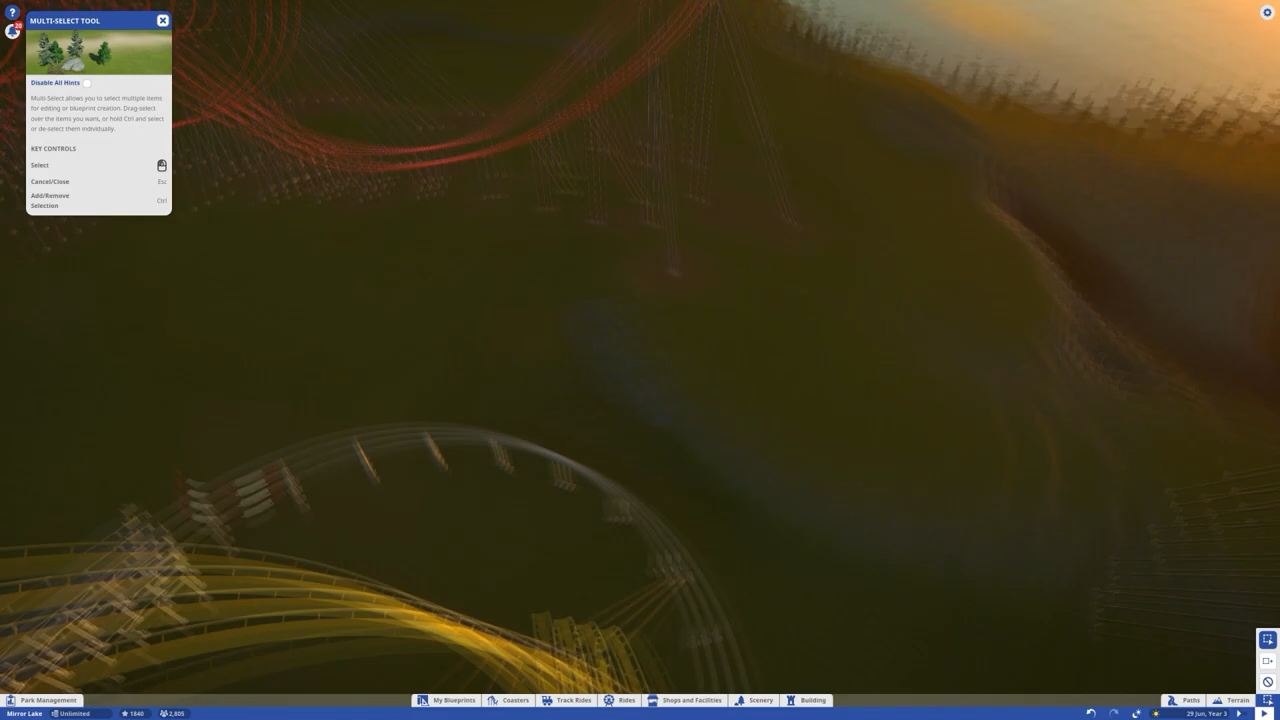 ?
20
MULTI-SELECT TOOL
Disable All Hints
Multi-Select allows you to select multiple items
for editing or blueprint creation. Drag-select
over the items you want, or hold Ctrl and select
or de-select them individually.
KEY CONTROLS
Select
Cancel/Close Esc
Add/Remove
Selection Ctrl
Park Management
My Blueprints Coasters Track Rides Rides Shops and Facilities Scenery Building
Paths Terrain
Mirror Lake Unlimited 1840 2,805
29 Jun, Year 3